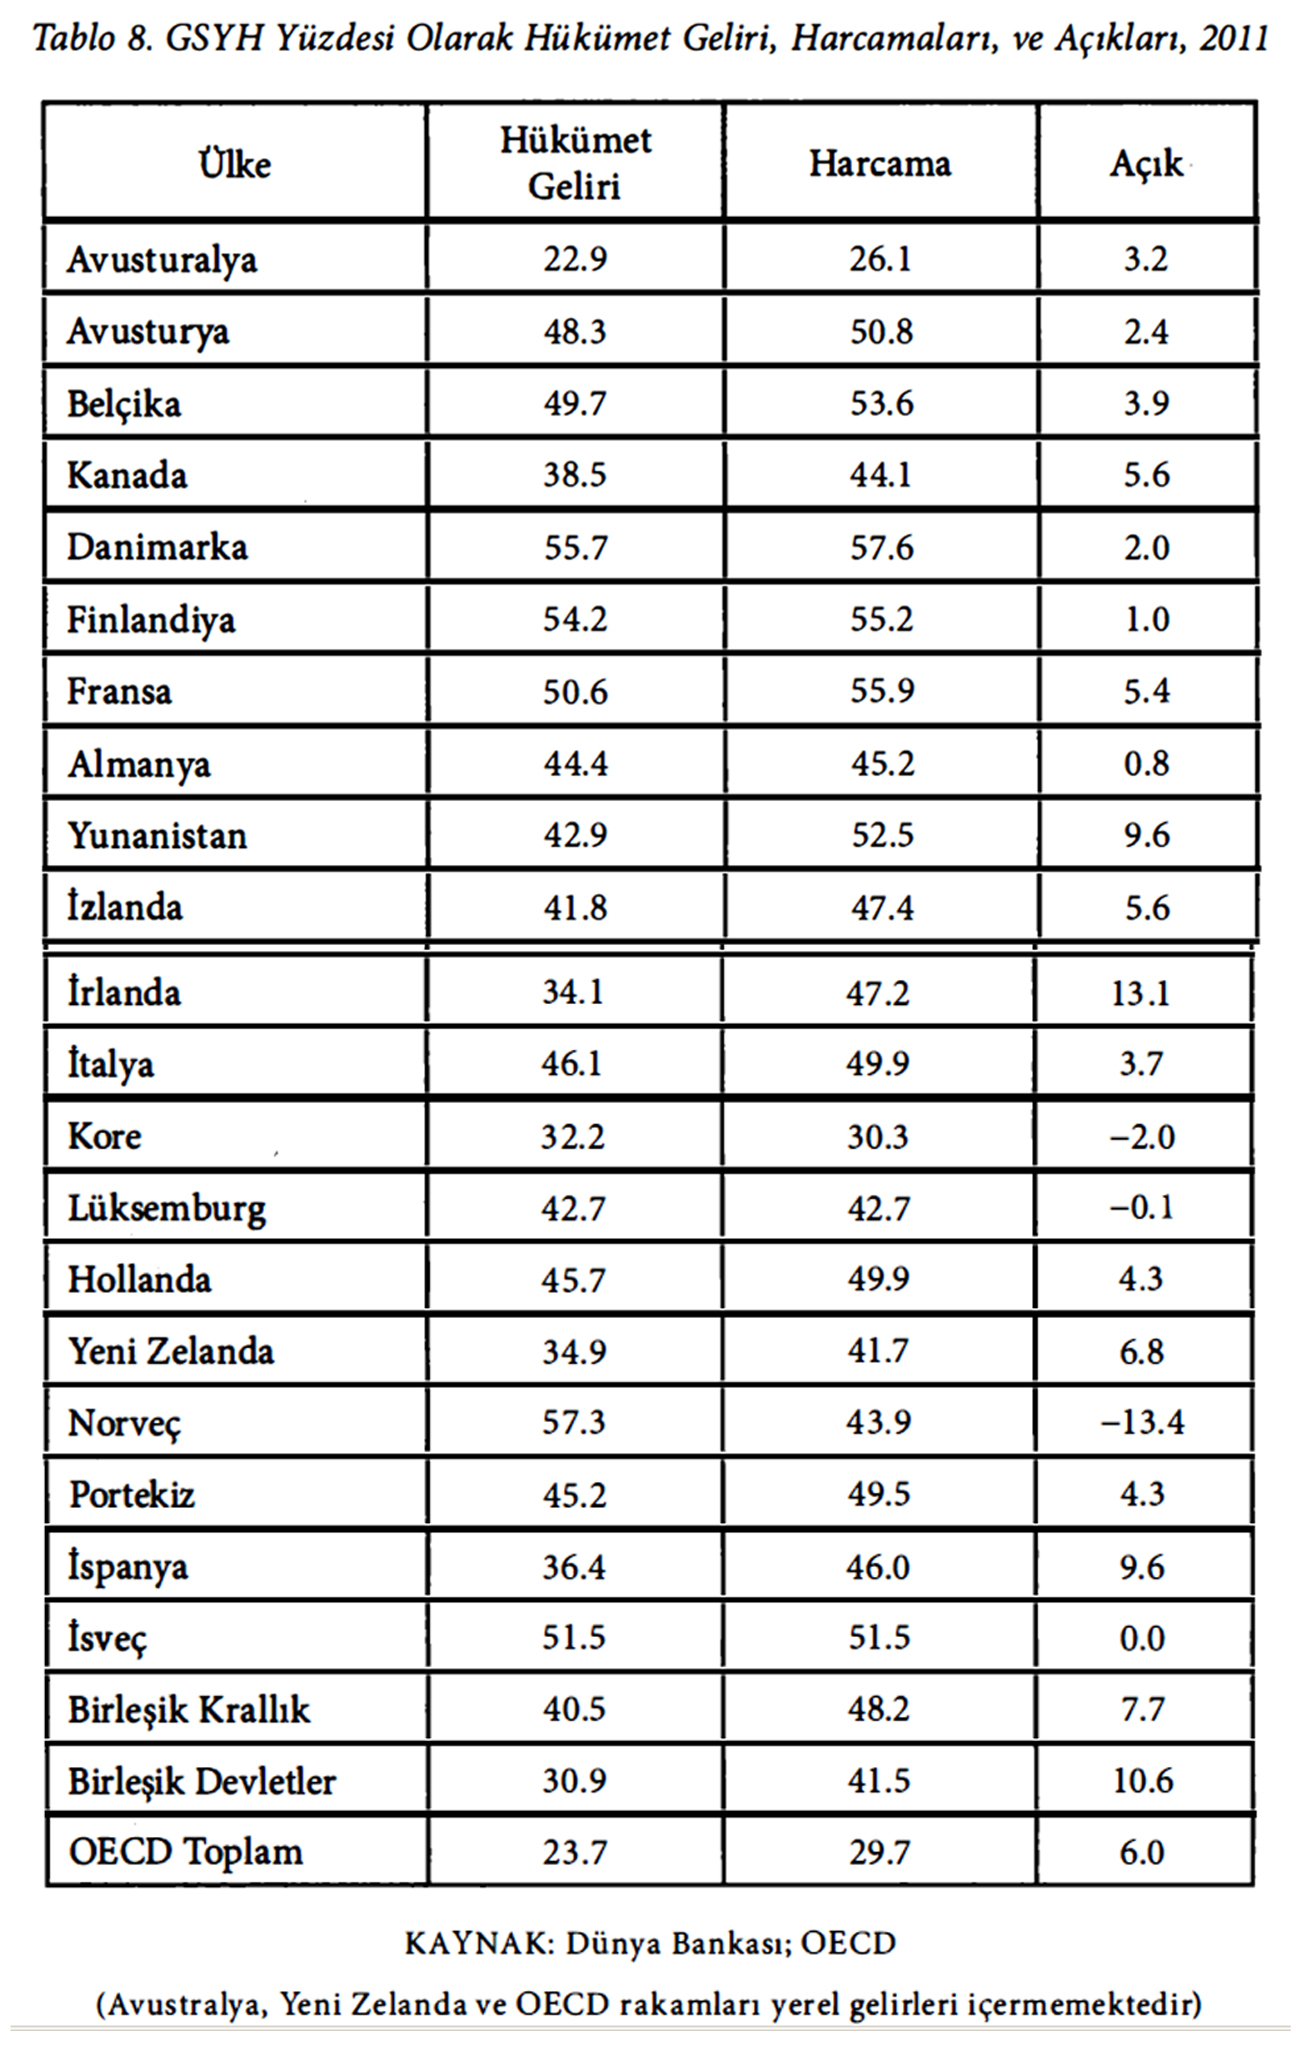 Tablo 8. GSYH Yüzdesi Olarak Hükümet Geliri, Harcamaları, ve Açıkları, 2011
Ülke Hükümet Geliri Harcama Açık
Avusturalya 22.9 26.1 3.2
Avusturya 48.3 50.8 2.4
Belçika 49.7 53.6 3.9
Kanada 38.5 44.1 5.6
Danimarka 55.7 57.6 2.0
Finlandiya 54.2 55.2 1.0
Fransa 50.6 55.9 5.4
Almanya 44.4 45.2 0.8
Yunanistan 42.9 52.5 9.6
İzlanda 41.8 47.4 5.6
İrlanda 34.1 47.2 13.1
İtalya 46.1 49.9 3.7
Kore 32.2 30.3 −2.0
Lüksemburg 42.7 42.7 −0.1
Hollanda 45.7 49.9 4.3
Yeni Zelanda 34.9 41.7 6.8
Norveç 57.3 43.9 −13.4
Portekiz 45.2 49.5 4.3
İspanya 36.4 46.0 9.6
İsveç 51.5 51.5 0.0
Birleşik Krallık 40.5 48.2 7.7
Birleşik Devletler 30.9 41.5 10.6
OECD Toplam 23.7 29.7 6.0
KAYNAK: Dünya Bankası; OECD
(Avustralya, Yeni Zelanda ve OECD rakamları yerel gelirleri içermemektedir)